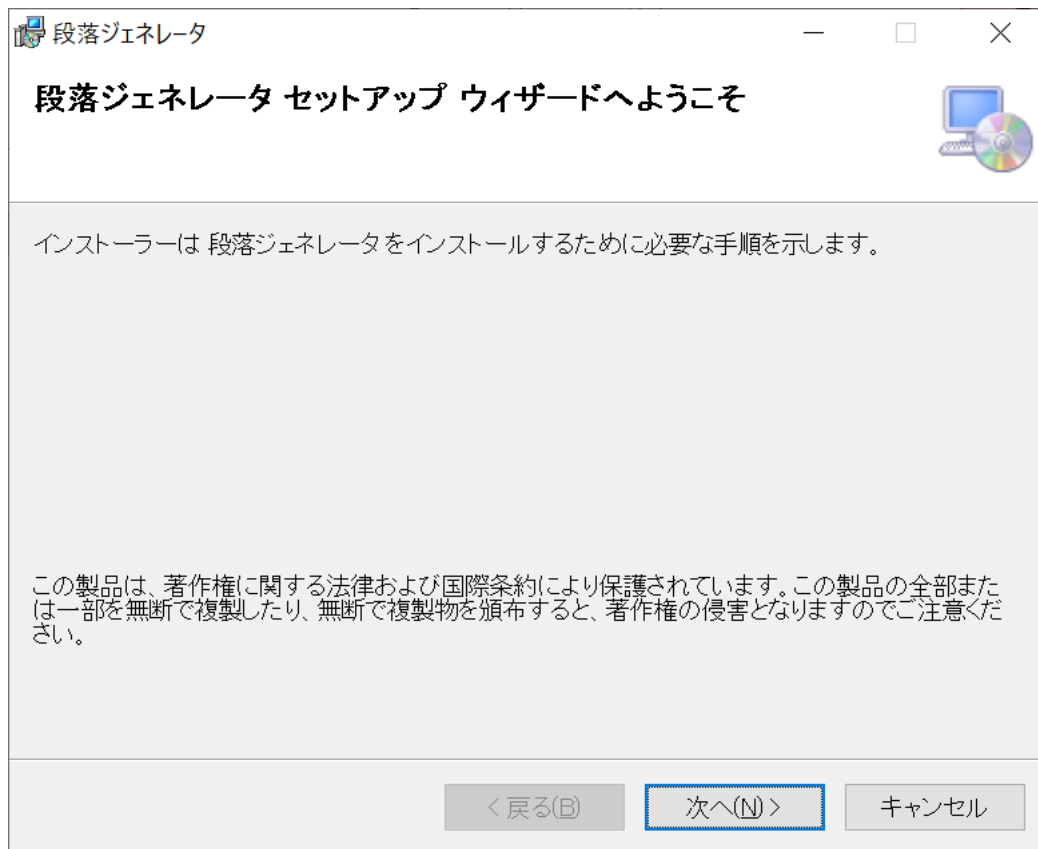 段落ジェネレータ
段落ジェネレータ セットアップ ウィザードへようこそ
インストーラーは 段落ジェネレータをインストールするために必要な手順を示します。
この製品は、著作権に関する法律および国際条約により保護されています。この製品の全部また
は一部を無断で複製したり、無断で複製物を頒布すると、著作権の侵害となりますのでご注意くだ
さい。
< 戻る(B)
次へ(N) >
キャンセル